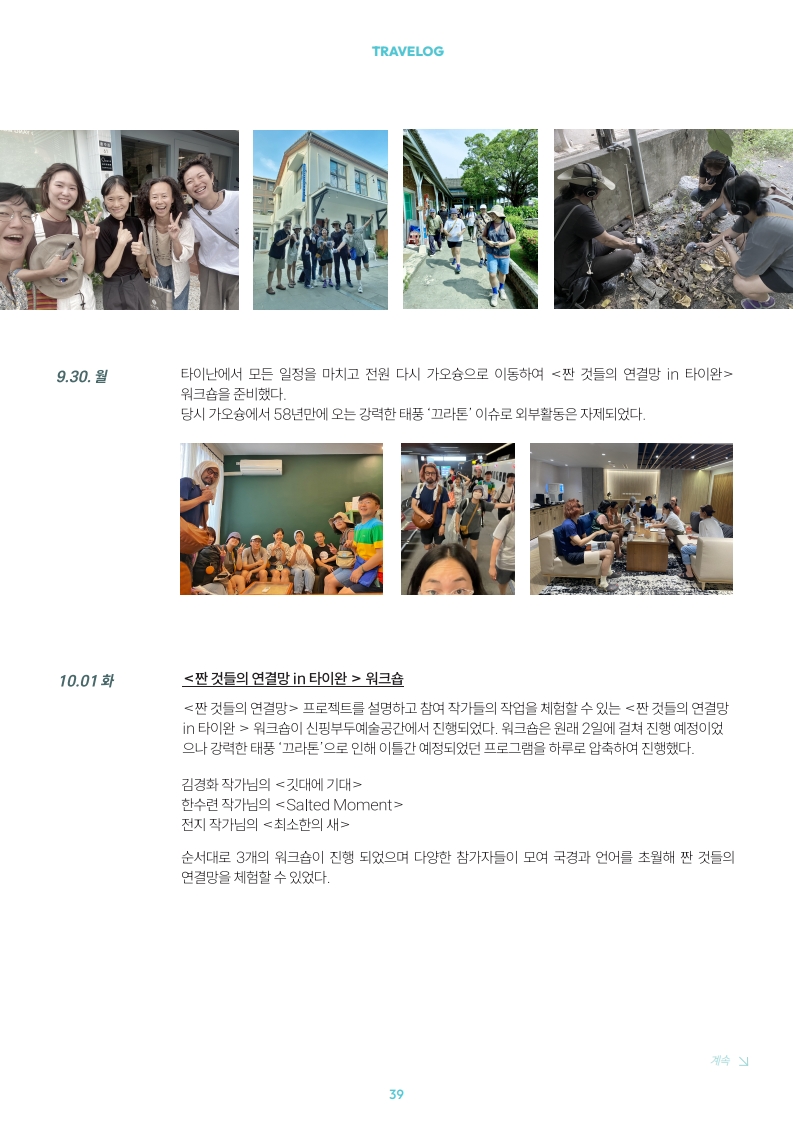 TRAVELOG
9.30. 월
타이난에서 모든 일정을 마치고 전원 다시 가오슝으로 이동하여 <짠 것들의 연결망 in 타이완>
워크숍을 준비했다.
당시 가오슝에서 58년만에 오는 강력한 태풍 ‘끄라톤’ 이슈로 외부활동은 자제되었다.
10.01 화
<짠 것들의 연결망 in 타이완 > 워크숍
<짠 것들의 연결망> 프로젝트를 설명하고 참여 작가들의 작업을 체험할 수 있는 <짠 것들의 연결망
in 타이완 > 워크숍이 신핑부두예술공간에서 진행되었다. 워크숍은 원래 2일에 걸쳐 진행 예정이었
으나 강력한 태풍 ‘끄라톤’으로 인해 이틀간 예정되었던 프로그램을 하루로 압축하여 진행했다.
김경화 작가님의 <깃대에 기대>
한수련 작가님의 <Salted Moment>
전지 작가님의 <최소한의 새>
순서대로 3개의 워크숍이 진행 되었으며 다양한 참가자들이 모여 국경과 언어를 초월해 짠 것들의
연결망을 체험할 수 있었다.
계속
39